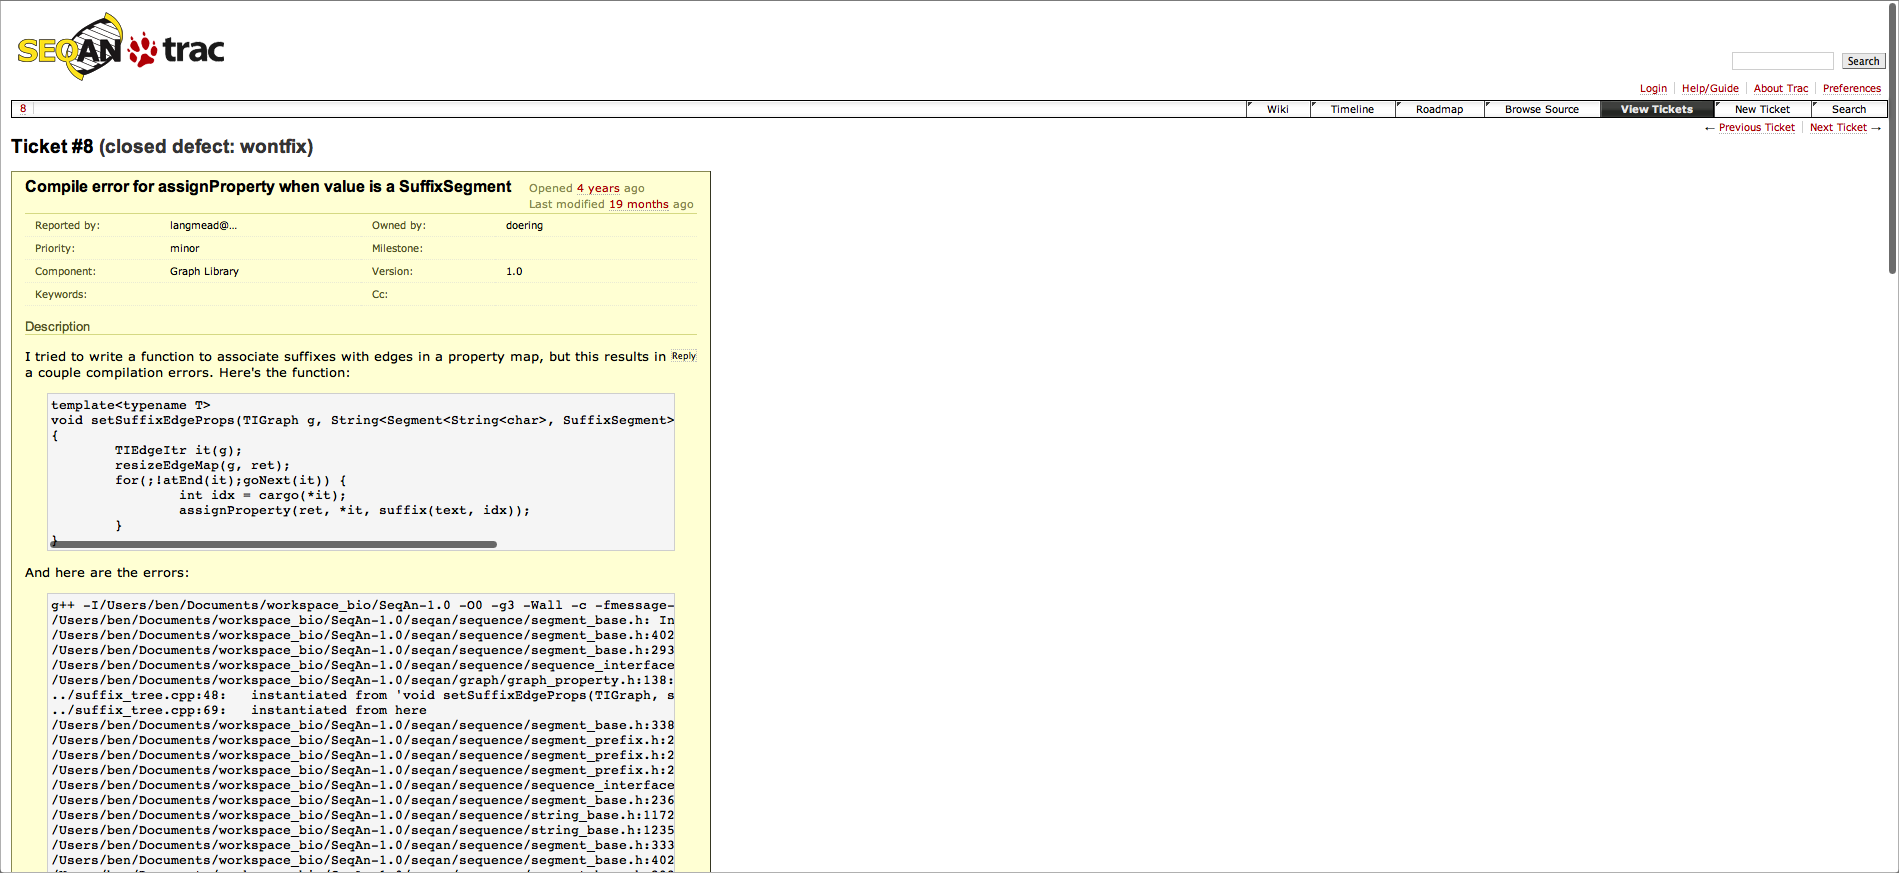 SEQAN trac
Search
Login Help/Guide About Trac Preferences
8 Wiki Timeline Roadmap Browse Source View Tickets New Ticket Search
← Previous Ticket Next Ticket →
Ticket #8 (closed defect: wontfix)
Compile error for assignProperty when value is a SuffixSegment
Opened 4 years ago
Last modified 19 months ago
Reported by: langmead@... Owned by: doering
Priority: minor Milestone:
Component: Graph Library Version: 1.0
Keywords: Cc:
Description
I tried to write a function to associate suffixes with edges in a property map, but this results in Reply
a couple compilation errors. Here's the function:
template<typename T>
void setSuffixEdgeProps(TIGraph g, String<Segment<String<char>, SuffixSegment>
{
TIEdgeItr it(g);
resizeEdgeMap(g, ret);
for(;!atEnd(it);goNext(it)) {
int idx = cargo(*it);
assignProperty(ret, *it, suffix(text, idx));
}
}
And here are the errors:
g++ -I/Users/ben/Documents/workspace_bio/SeqAn-1.0 -O0 -g3 -Wall -c -fmessage-
/Users/ben/Documents/workspace_bio/SeqAn-1.0/seqan/sequence/segment_base.h: In
/Users/ben/Documents/workspace_bio/SeqAn-1.0/seqan/sequence/segment_base.h:402
/Users/ben/Documents/workspace_bio/SeqAn-1.0/seqan/sequence/segment_base.h:293
/Users/ben/Documents/workspace_bio/SeqAn-1.0/seqan/sequence/sequence_interface
/Users/ben/Documents/workspace_bio/SeqAn-1.0/seqan/graph/graph_property.h:138:
../suffix_tree.cpp:48: instantiated from 'void setSuffixEdgeProps(TIGraph, s
../suffix_tree.cpp:69: instantiated from here
/Users/ben/Documents/workspace_bio/SeqAn-1.0/seqan/sequence/segment_base.h:338
/Users/ben/Documents/workspace_bio/SeqAn-1.0/seqan/sequence/segment_prefix.h:2
/Users/ben/Documents/workspace_bio/SeqAn-1.0/seqan/sequence/segment_prefix.h:2
/Users/ben/Documents/workspace_bio/SeqAn-1.0/seqan/sequence/segment_prefix.h:2
/Users/ben/Documents/workspace_bio/SeqAn-1.0/seqan/sequence/sequence_interface
/Users/ben/Documents/workspace_bio/SeqAn-1.0/seqan/sequence/segment_base.h:236
/Users/ben/Documents/workspace_bio/SeqAn-1.0/seqan/sequence/string_base.h:1172
/Users/ben/Documents/workspace_bio/SeqAn-1.0/seqan/sequence/string_base.h:1235
/Users/ben/Documents/workspace_bio/SeqAn-1.0/seqan/sequence/segment_base.h:333
/Users/ben/Documents/workspace_bio/SeqAn-1.0/seqan/sequence/segment_base.h:402